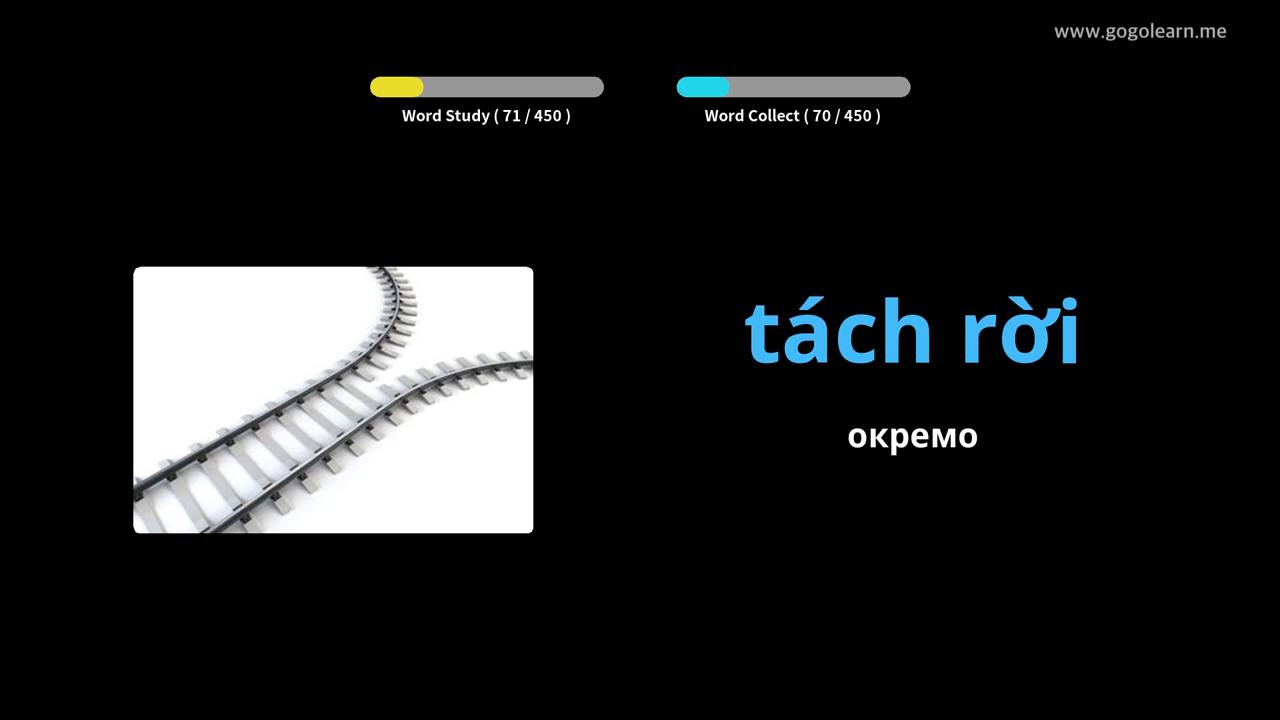 www.gogolearn.me
Word Study ( 71 / 450 )
Word Collect ( 70 / 450 )
tách rời
окремо